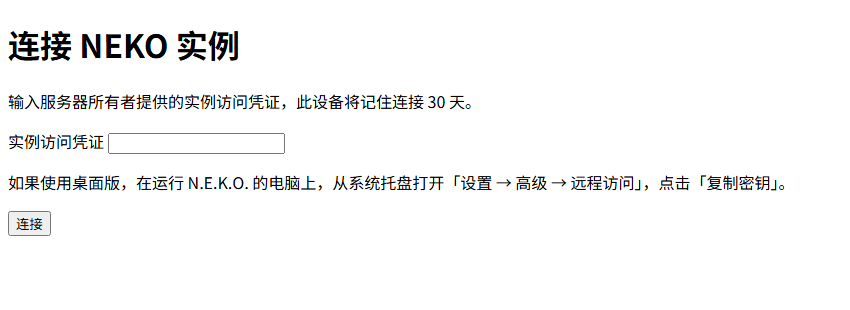 连接 NEKO 实例
输入服务器所有者提供的实例访问凭证，此设备将记住连接 30 天。
实例访问凭证
如果使用桌面版，在运行 N.E.K.O. 的电脑上，从系统托盘打开「设置 → 高级 → 远程访问」，点击「复制密钥」。
连接